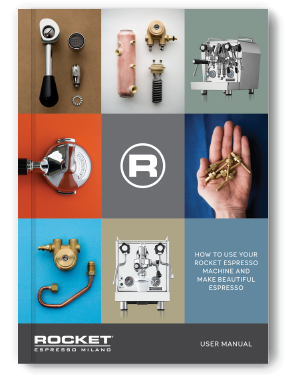 R
HOW TO USE YOUR
ROCKET ESPRESSO
MACHINE AND
MAKE BEAUTIFUL
ESPRESSO
ROCKET
ESPRESSO MILANO
USER MANUAL